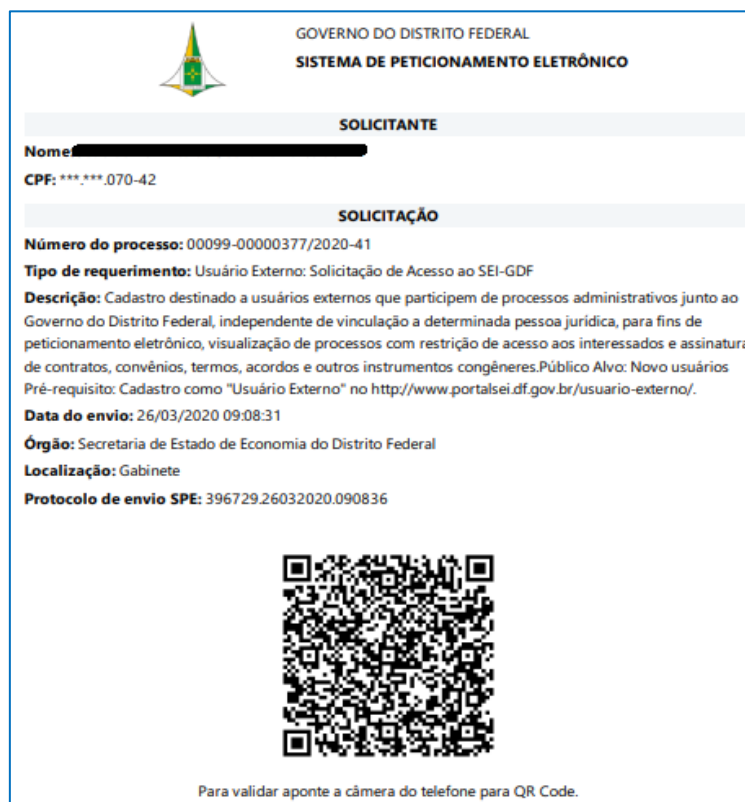 GOVERNO DO DISTRITO FEDERAL
SISTEMA DE PETICIONAMENTO ELETRÔNICO
SOLICITANTE
Nome:
CPF: ***.***.070-42
SOLICITAÇÃO
Número do processo: 00099-00000377/2020-41
Tipo de requerimento: Usuário Externo: Solicitação de Acesso ao SEI-GDF
Descrição: Cadastro destinado a usuários externos que participem de processos administrativos junto ao
Governo do Distrito Federal, independente de vinculação a determinada pessoa jurídica, para fins de
peticionamento eletrônico, visualização de processos com restrição de acesso aos interessados e assinatura
de contratos, convênios, termos, acordos e outros instrumentos congêneres.Público Alvo: Novo usuários
Pré-requisito: Cadastro como "Usuário Externo" no http://www.portalsei.df.gov.br/usuario-externo/.
Data do envio: 26/03/2020 09:08:31
Órgão: Secretaria de Estado de Economia do Distrito Federal
Localização: Gabinete
Protocolo de envio SPE: 396729.26032020.090836
Para validar aponte a câmera do telefone para QR Code.